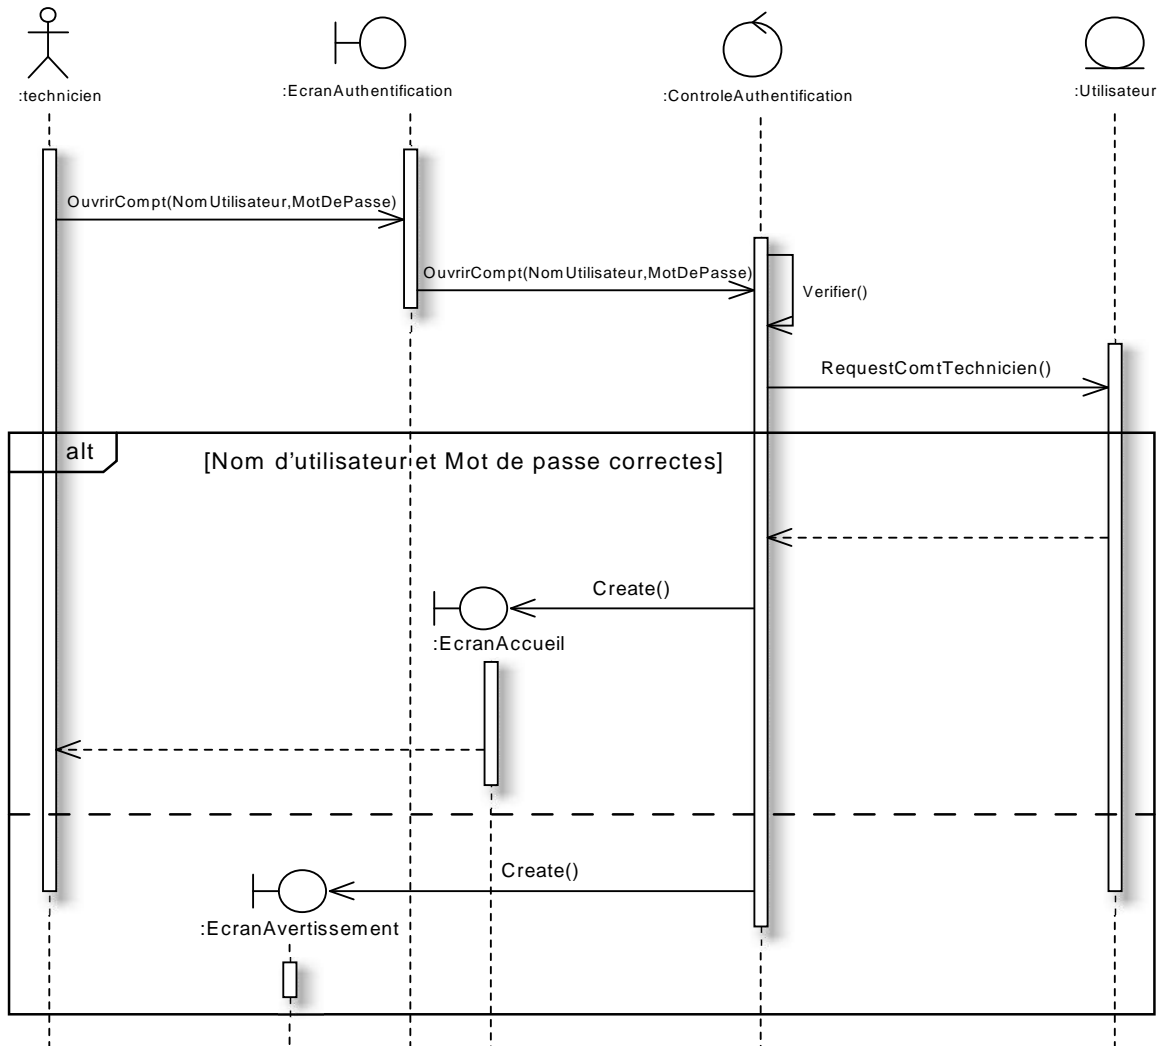 :technicien
:EcranAuthentification
:ControleAuthentification
:Utilisateur
OuvrirCompt(NomUtilisateur,MotDePasse)
OuvrirCompt(NomUtilisateur,MotDePasse)
Verifier()
RequestComtTechnicien()
alt
[Nom d'utilisateur et Mot de passe correctes]
Create()
:EcranAccueil
Create()
:EcranAvertissement